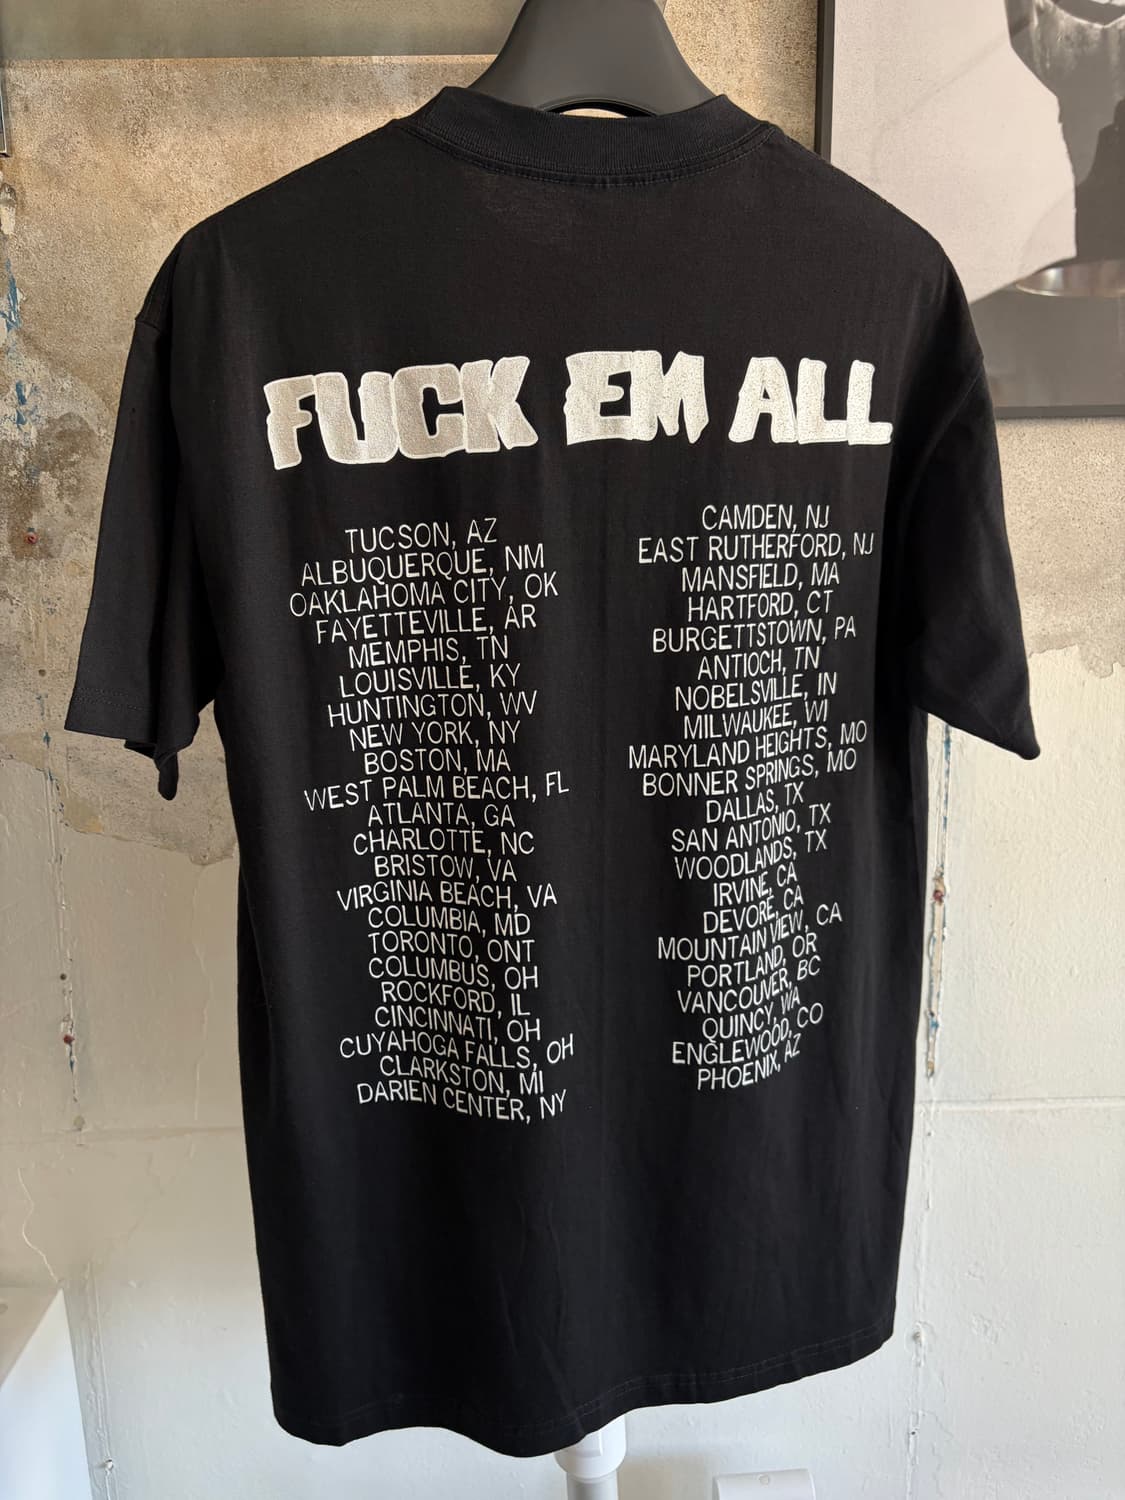 FUCK EM ALL
TUCSON, AZ
ALBUQUERQUE, NM
OAKLAHOMA CITY, OK
FAYETTEVILLE, AR
MEMPHIS, TN
LOUISVILLE, KY
HUNTINGTON, WV
NEW YORK, NY
BOSTON, MA
WEST PALM BEACH, FL
ATLANTA, GA
CHARLOTTE, NC
BRISTOW, VA
VIRGINIA BEACH, VA
COLUMBIA, MD
TORONTO, ONT
COLUMBUS, OH
ROCKFORD, IL
CINCINNATI, OH
CUYAHOGA FALLS, OH
CLARKSTON, MI
DARIEN CENTER, NY
CAMDEN, NJ
EAST RUTHERFORD, NJ
MANSFIELD, MA
HARTFORD, CT
BURGETTSTOWN, PA
ANTIOCH, TN
NOBELSVILLE, IN
MILWAUKEE, WI
MARYLAND HEIGHTS, MO
BONNER SPRINGS, MO
DALLAS, TX
SAN ANTONIO, TX
WOODLANDS, TX
IRVINE, CA
DEVORE, CA
MOUNTAIN VIEW, CA
PORTLAND, OR
VANCOUVER, BC
QUINCY, WA
ENGLEWOOD, CO
PHOENIX, AZ